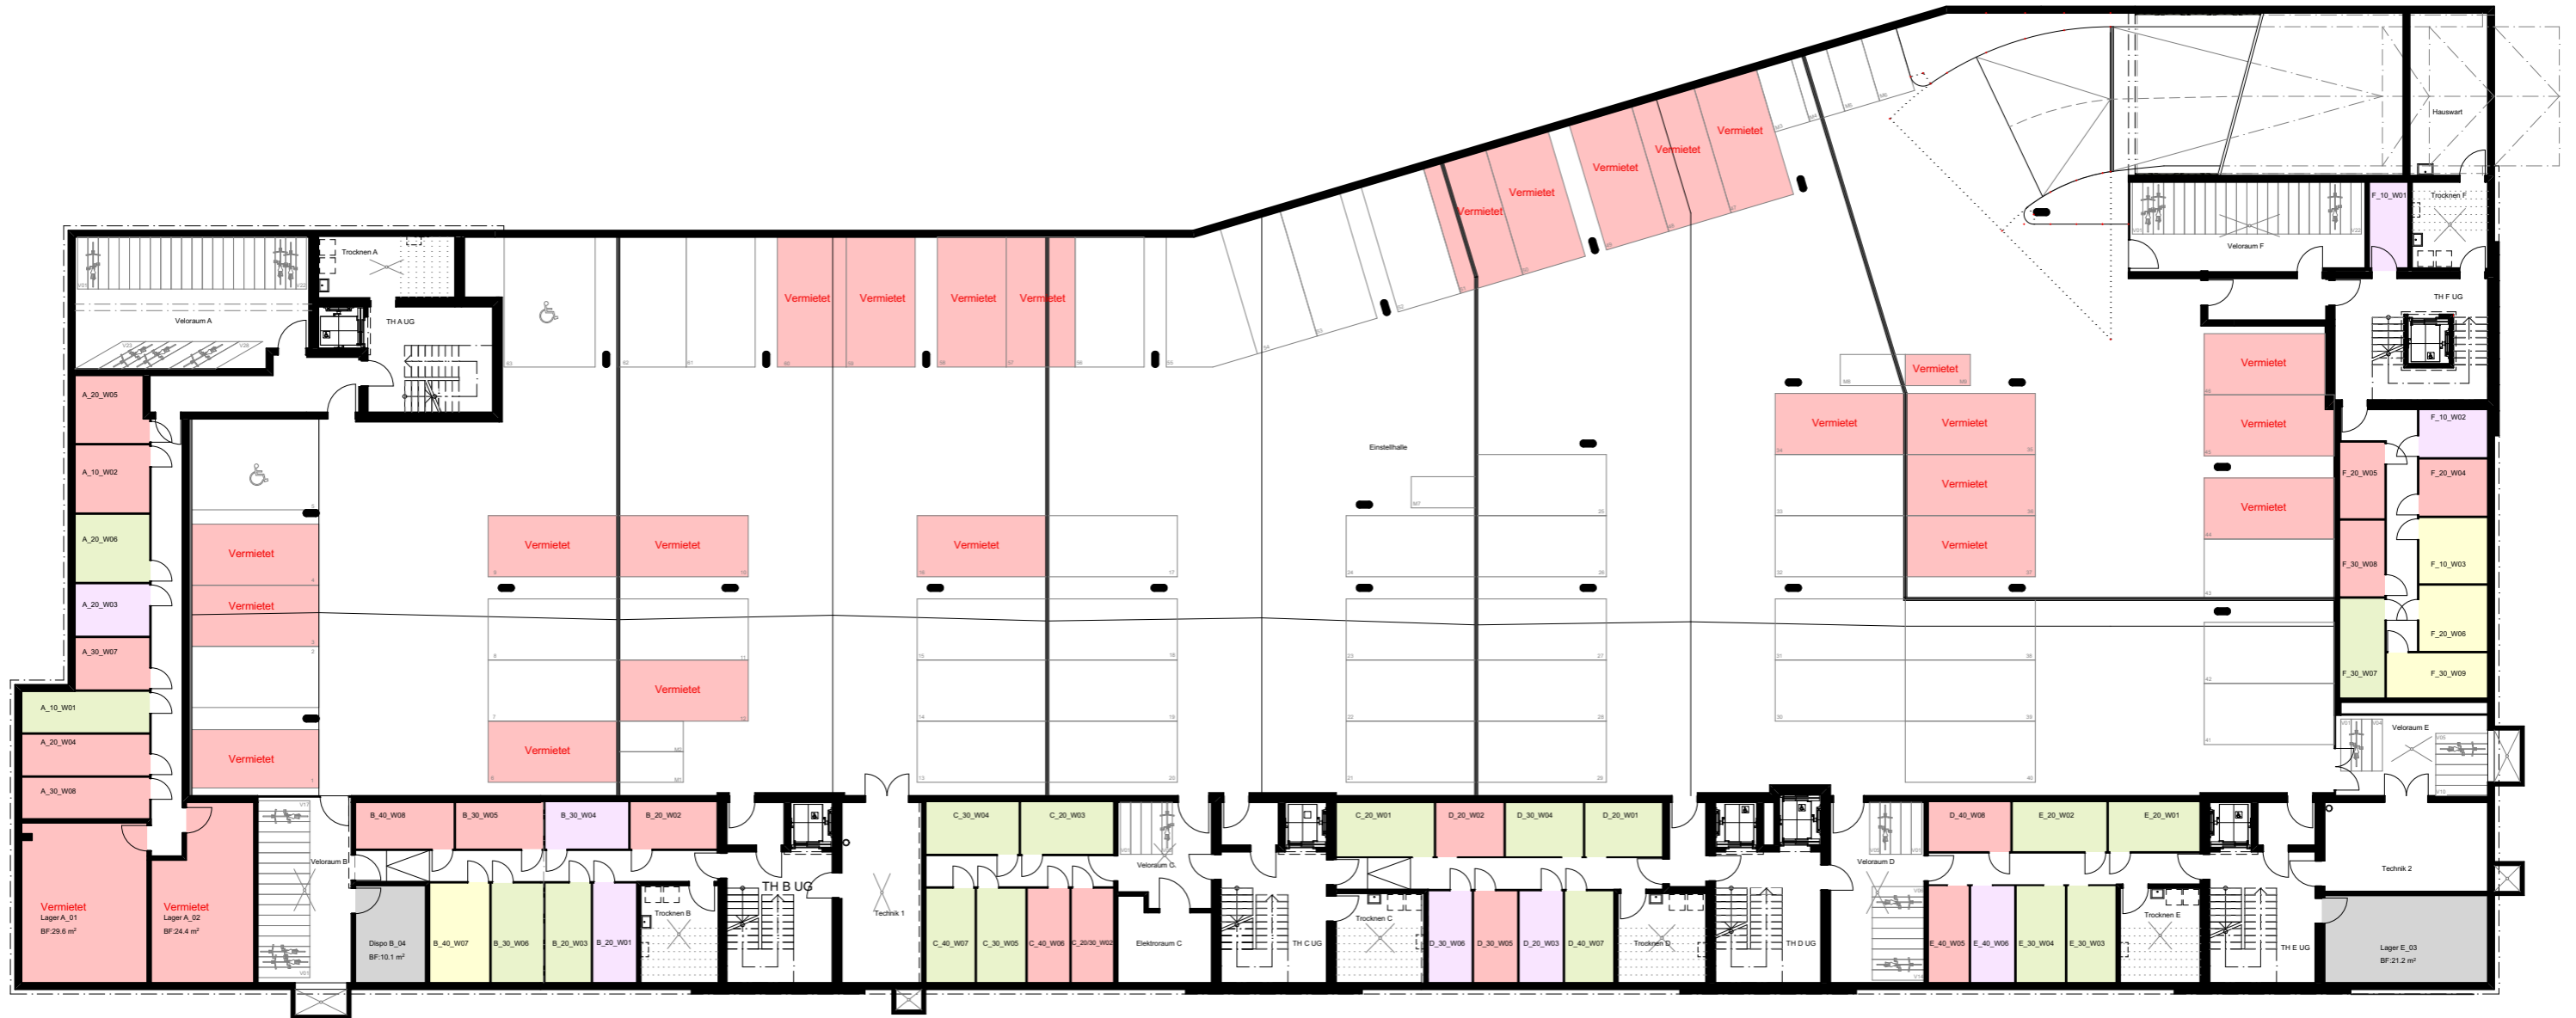 Hauswart
Vermietet
Vermietet
Vermietet
Vermietet
Vermietet
F_10_W01
Trocknen F
Veloraum F
Trocknen A
Veloraum A
TH A UG
Vermietet
Vermietet
Vermietet
Vermietet
TH F UG
Vermietet
Vermietet
A_20_W05
Vermietet
Vermietet
Vermietet
F_10_W02
Einstellhalle
A_10_W02
F_20_W05
F_20_W04
Vermietet
Vermietet
A_20_W06
Vermietet
Vermietet
Vermietet
Vermietet
Vermietet
F_30_W08
F_10_W03
A_20_W03
Vermietet
F_20_W06
A_30_W07
F_30_W07
F_30_W09
Vermietet
A_10_W01
Veloraum E
A_20_W04
Vermietet
Vermietet
A_30_W08
B_40_W08
B_30_W05
B_30_W04
B_20_W02
C_30_W04
C_20_W03
C_20_W01
D_20_W02
D_30_W04
D_20_W01
D_40_W08
E_20_W02
E_20_W01
Veloraum B
Veloraum C
Veloraum D
Technik 2
TH B UG
Vermietet
Lager A_01
BF:29.6 m²
Vermietet
Lager A_02
BF:24.4 m²
Trocknen B
Technik 1
Trocknen C
Trocknen E
Dispo B_04
BF:10.1 m²
B_40_W07
B_30_W06
B_20_W03
B_20_W01
C_40_W07
C_30_W05
C_40_W06
C_20/30_W02
Elektroraum C
TH C UG
D_30_W06
D_30_W05
D_20_W03
D_40_W07
Trocknen D
TH D UG
E_40_W05
E_40_W06
E_30_W04
E_30_W03
TH E UG
Lager E_03
BF:21.2 m²